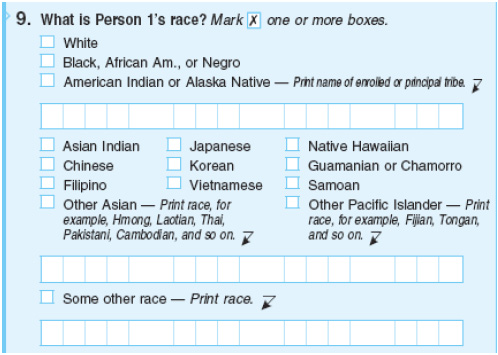 9. What is Person 1's race? Mark ☒ one or more boxes.
White
Black, African Am., or Negro
American Indian or Alaska Native — Print name of enrolled or principal tribe.
Asian Indian Japanese Native Hawaiian
Chinese Korean Guamanian or Chamorro
Filipino Vietnamese Samoan
Other Asian — Print race, for
example, Hmong, Laotian, Thai,
Pakistani, Cambodian, and so on.
Other Pacific Islander — Print
race, for example, Fijian, Tongan,
and so on.
Some other race — Print race.